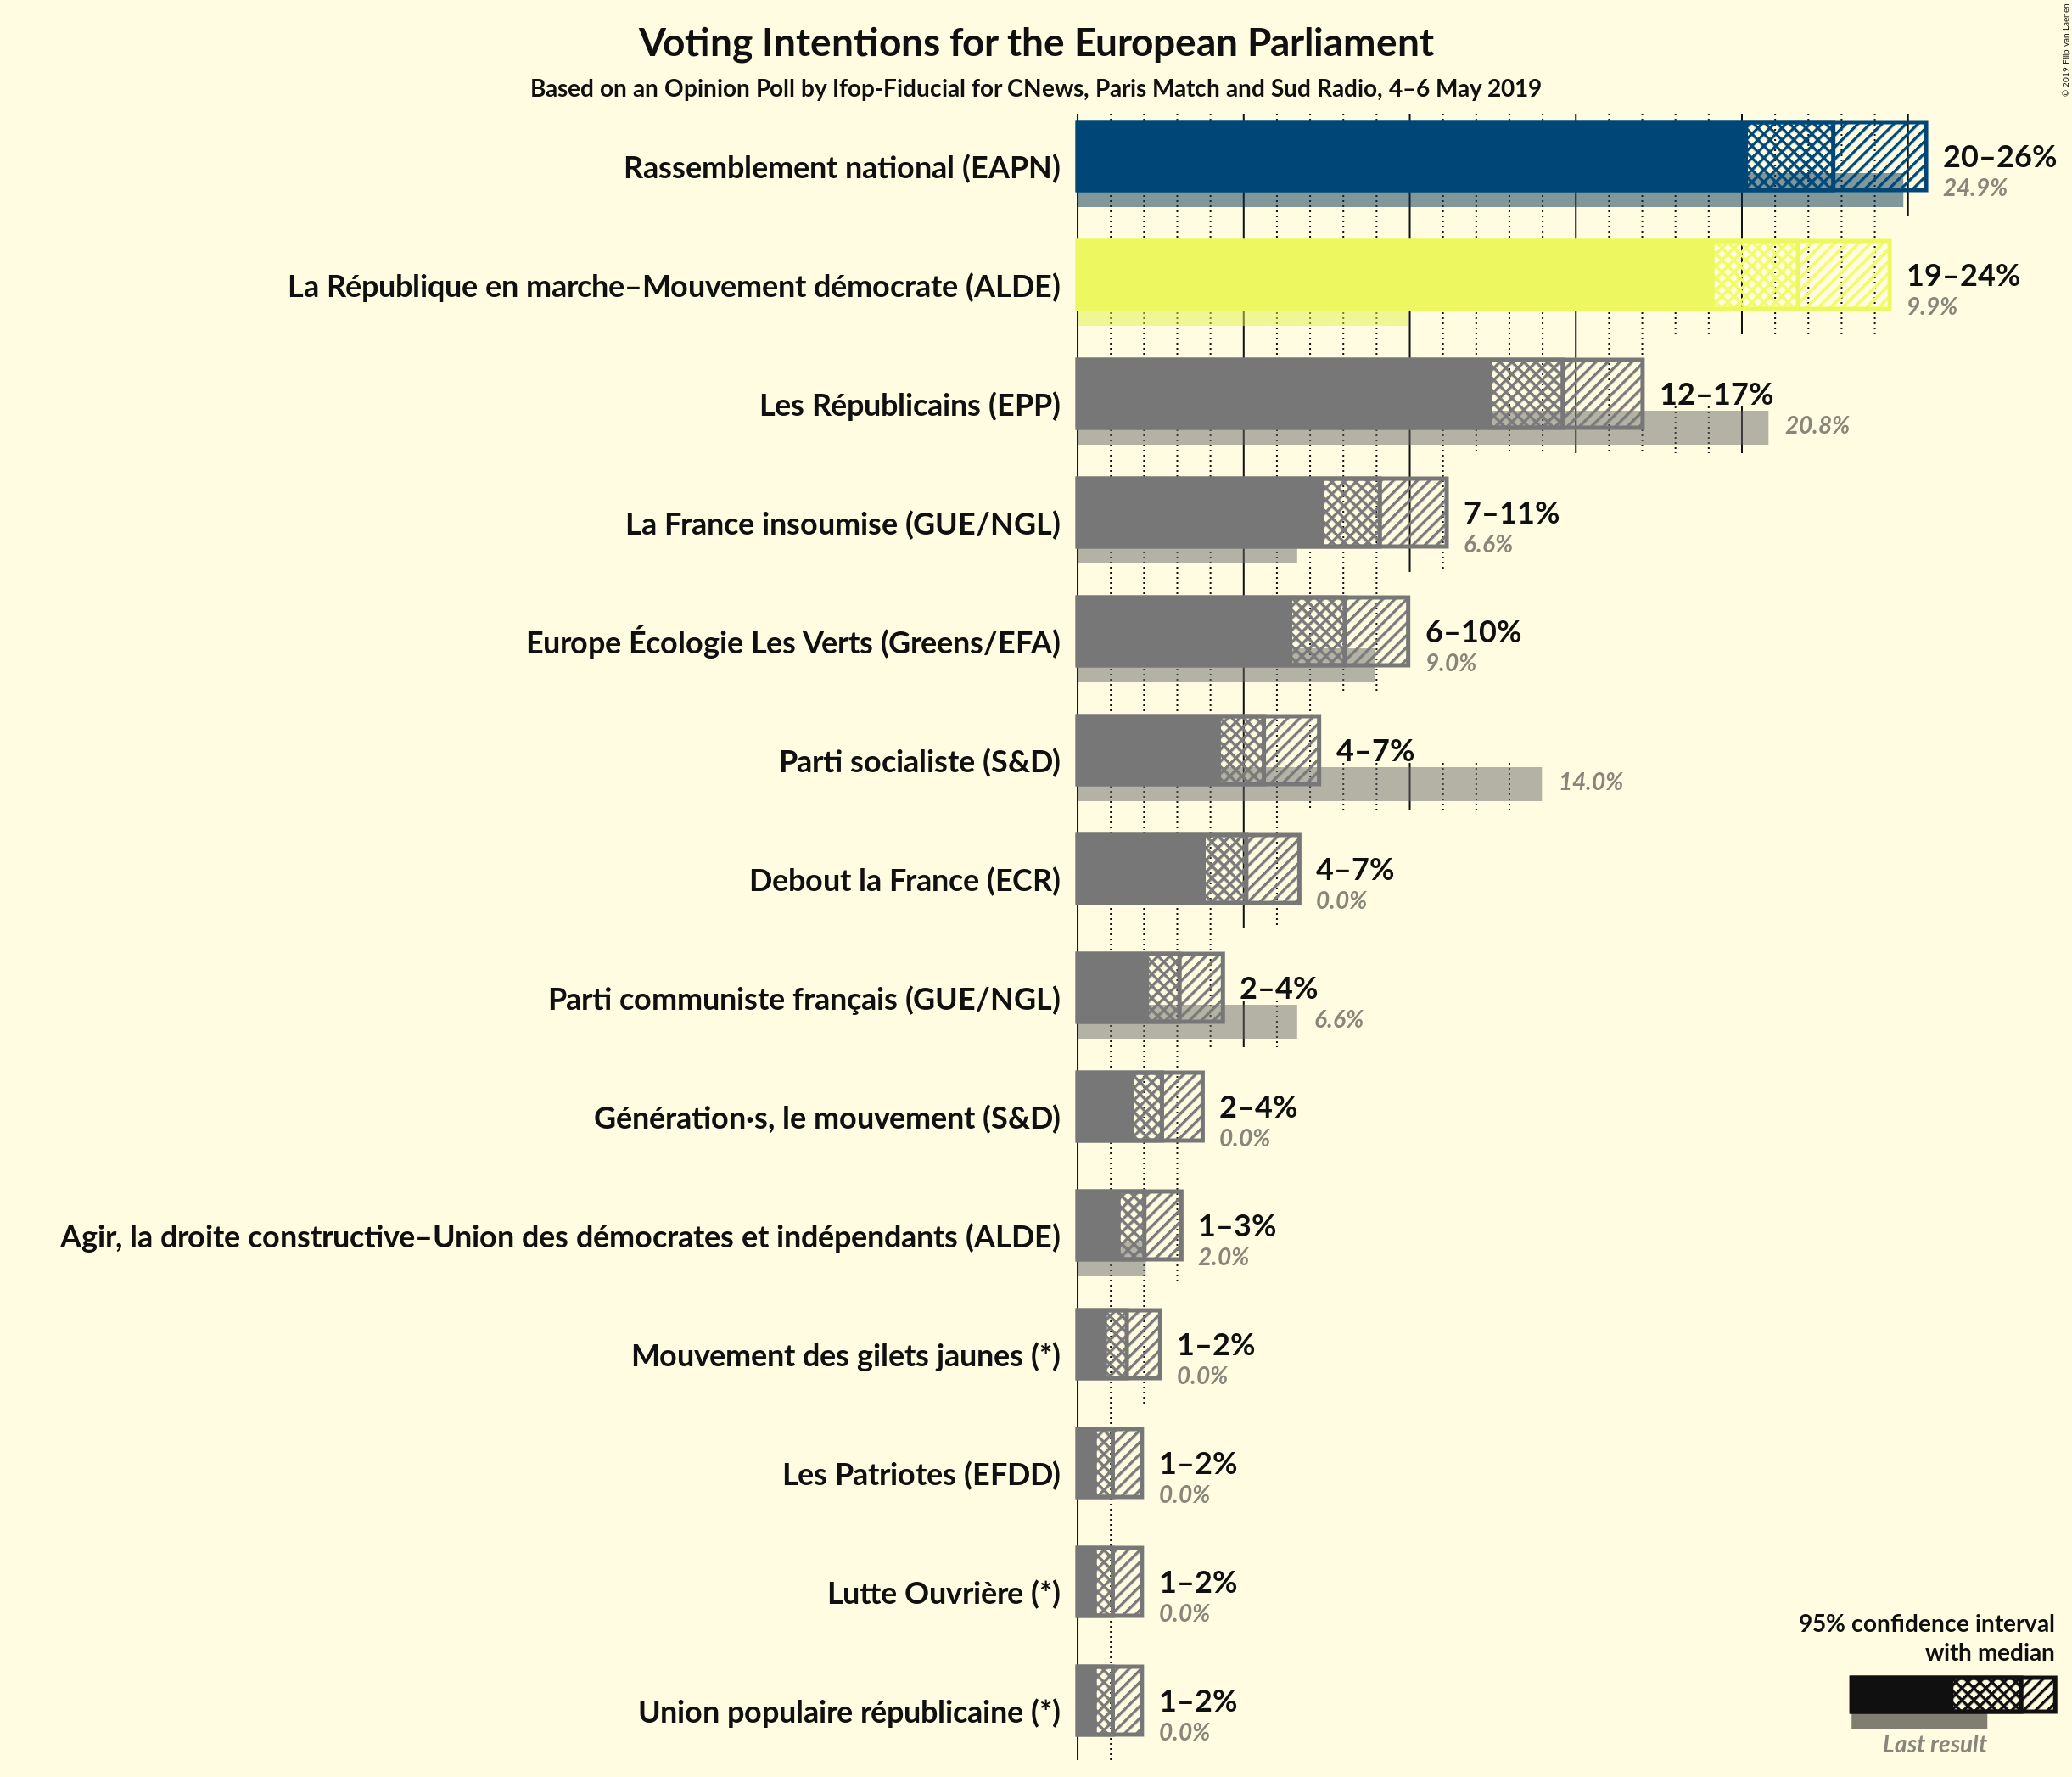 Voting Intentions for the European Parliament
Based on an Opinion Poll by Ifop-Fiducial for CNews, Paris Match and Sud Radio, 4–6 May 2019
© 2019 Filip van Laenen
Rassemblement national (EAPN)
20–26%
24.9%
La République en marche–Mouvement démocrate (ALDE)
19–24%
9.9%
Les Républicains (EPP)
12–17%
20.8%
La France insoumise (GUE/NGL)
7–11%
6.6%
Europe Écologie Les Verts (Greens/EFA)
6–10%
9.0%
Parti socialiste (S&D)
4–7%
14.0%
Debout la France (ECR)
4–7%
0.0%
Parti communiste français (GUE/NGL)
2–4%
6.6%
Génération·s, le mouvement (S&D)
2–4%
0.0%
Agir, la droite constructive–Union des démocrates et indépendants (ALDE)
1–3%
2.0%
Mouvement des gilets jaunes (*)
1–2%
0.0%
Les Patriotes (EFDD)
1–2%
0.0%
Lutte Ouvrière (*)
1–2%
0.0%
Union populaire républicaine (*)
1–2%
0.0%
95% confidence interval
with median
Last result